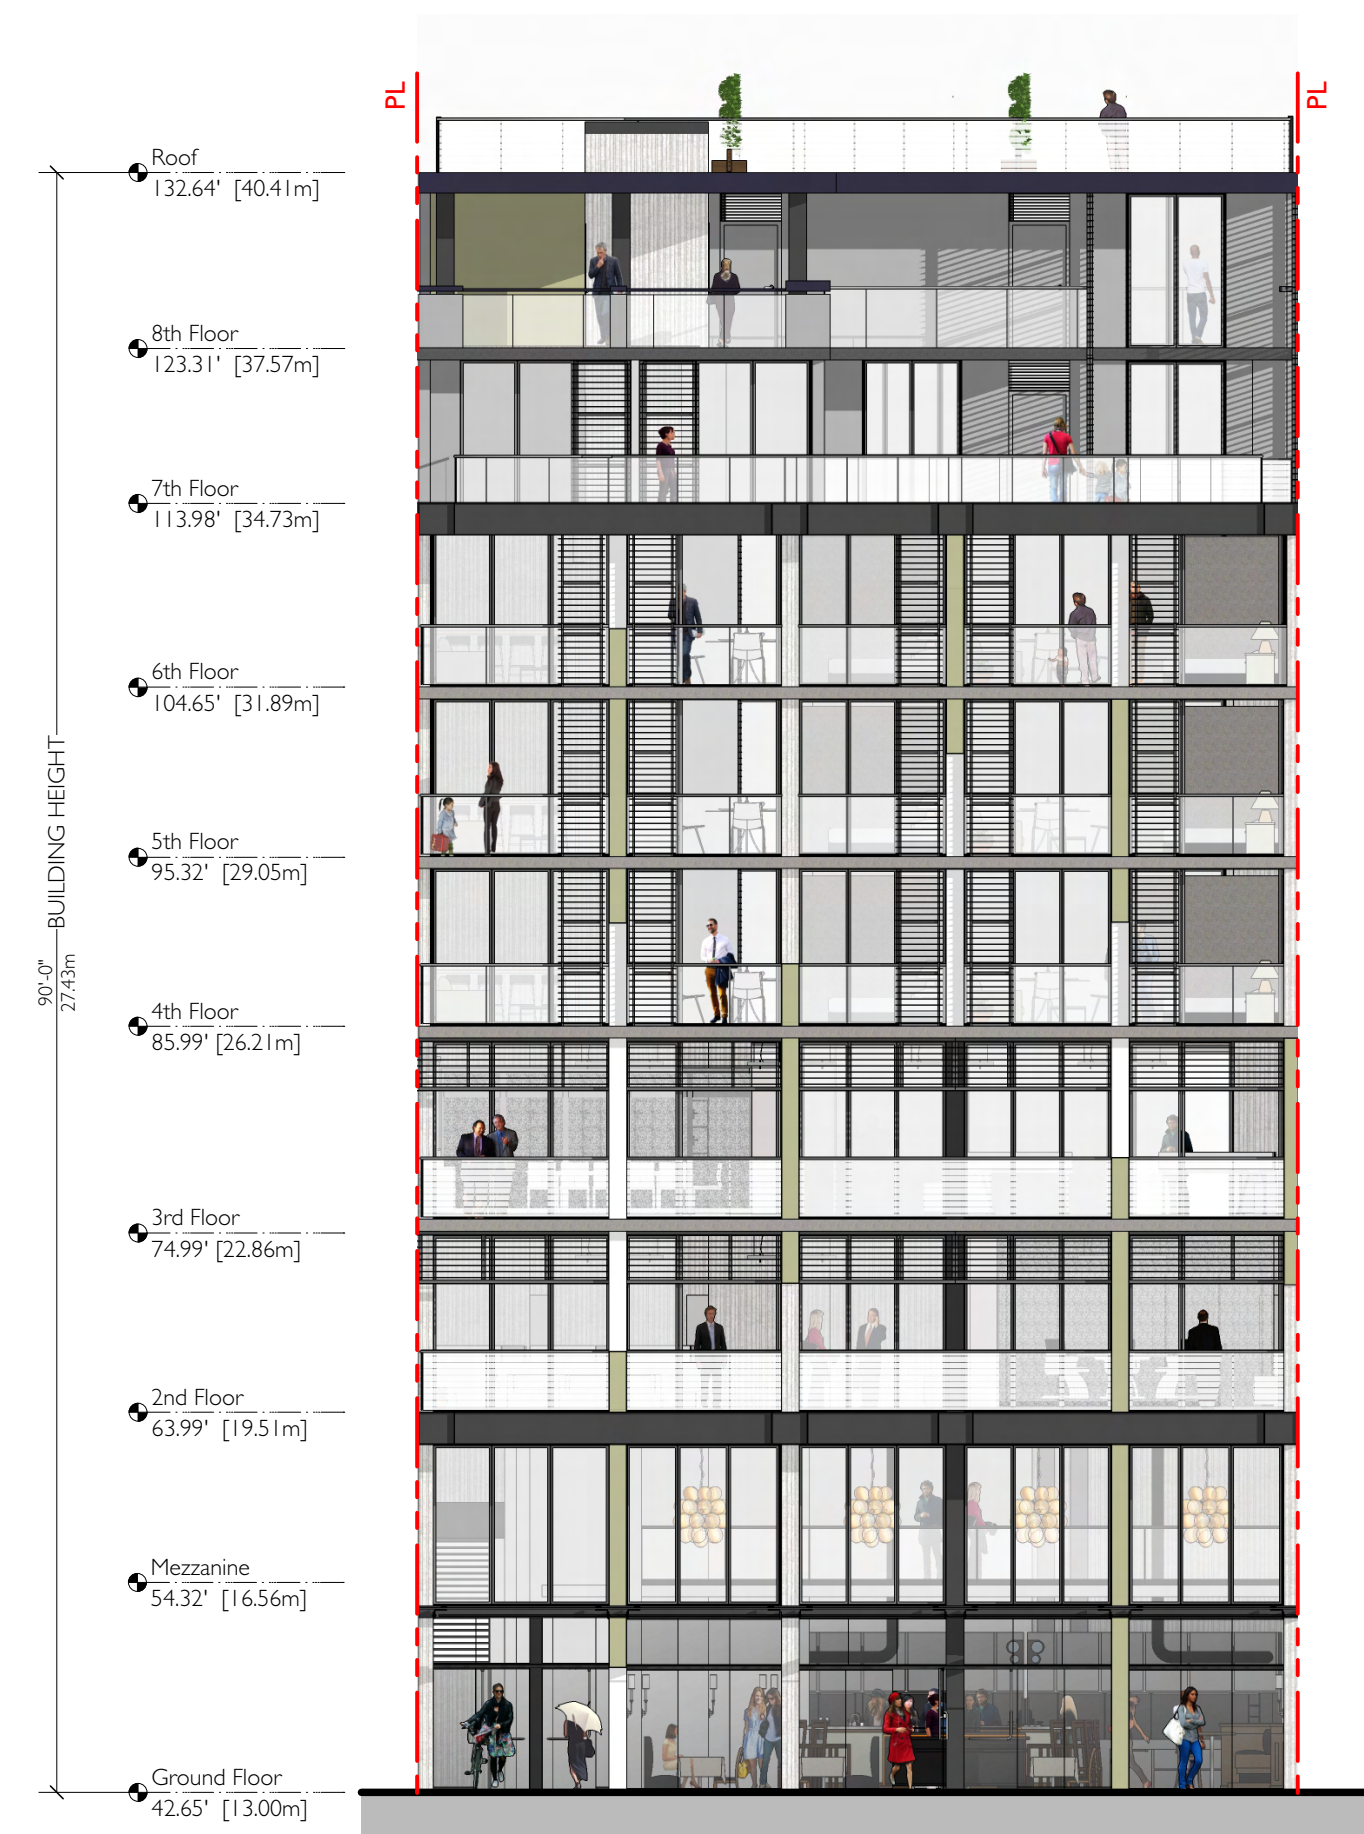 PL
PL
Roof
132.64' [40.41m]
8th Floor
123.31' [37.57m]
7th Floor
113.98' [34.73m]
6th Floor
104.65' [31.89m]
5th Floor
95.32' [29.05m]
4th Floor
85.99' [26.21m]
3rd Floor
74.99' [22.86m]
2nd Floor
63.99' [19.51m]
Mezzanine
54.32' [16.56m]
Ground Floor
42.65' [13.00m]
BUILDING HEIGHT
90'-0"
27.43m